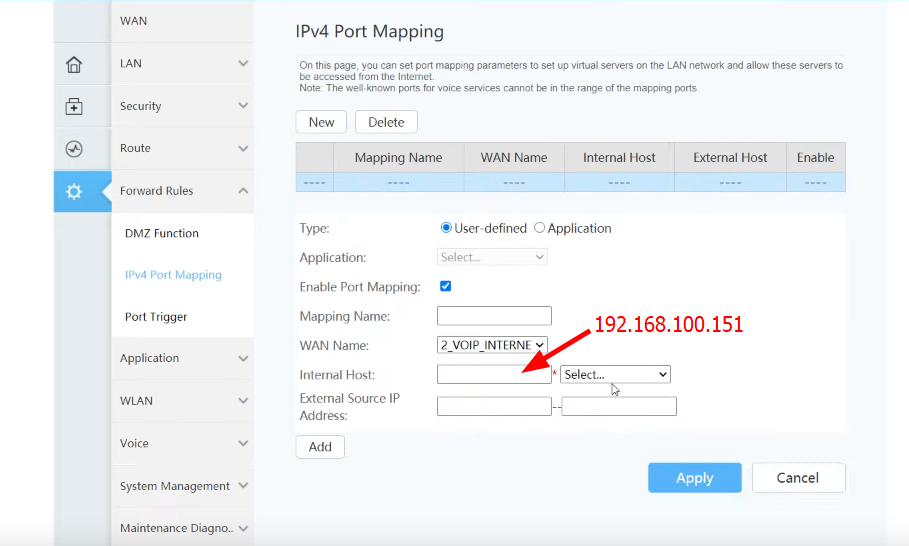 WAN
LAN
Security
Route
Forward Rules
DMZ Function
IPv4 Port Mapping
Port Trigger
Application
WLAN
Voice
System Management
Maintenance Diagno..
IPv4 Port Mapping
On this page, you can set port mapping parameters to set up virtual servers on the LAN network and allow these servers to
be accessed from the Internet.
Note: The well-known ports for voice services cannot be in the range of the mapping ports.
New Delete
Mapping Name WAN Name Internal Host External Host Enable
---- ---- ---- ---- ---- ----
Type: User-defined Application
Application: Select...
Enable Port Mapping:
Mapping Name:
192.168.100.151
WAN Name: 2_VOIP_INTERNE
Internal Host: * Select...
External Source IP
Address: --
Add
Apply Cancel